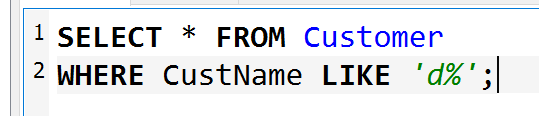 1 SELECT * FROM Customer
2 WHERE CustName LIKE 'd%';